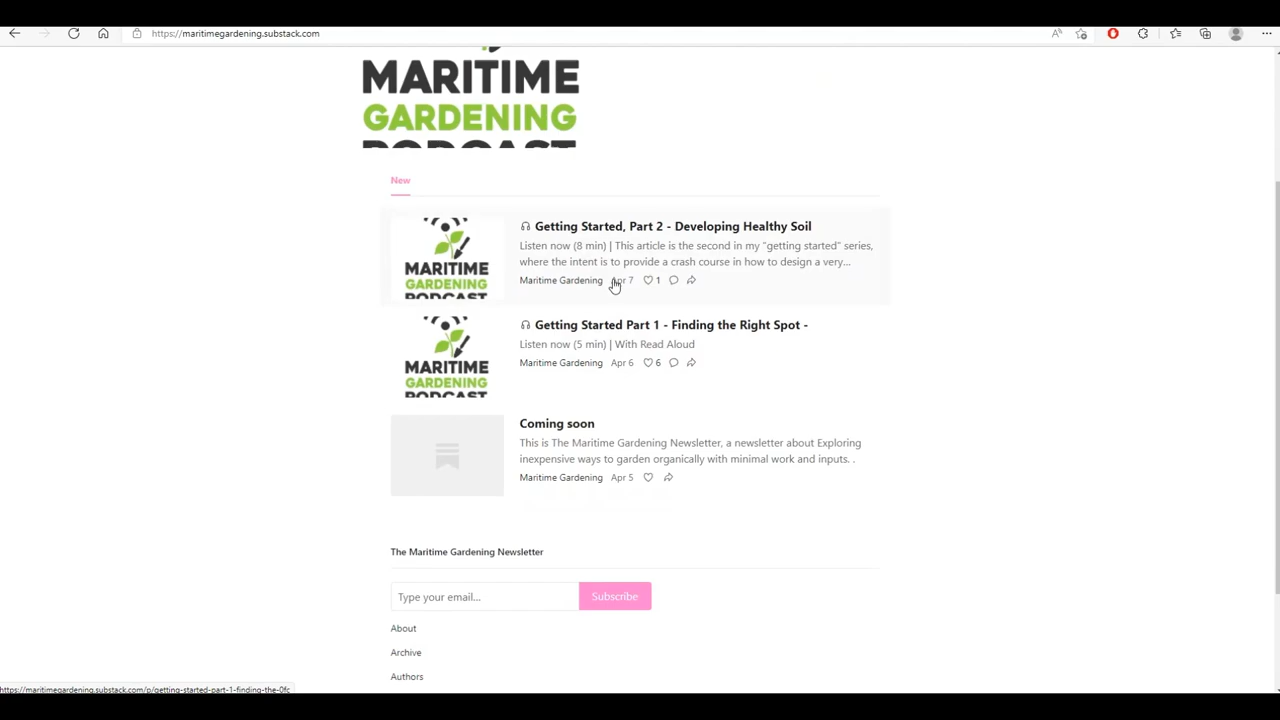 https://maritimegardening.substack.com
MARITIME
GARDENING
PODCAST
New
MARITIME
GARDENING
PODCAST
Getting Started, Part 2 - Developing Healthy Soil
Listen now (8 min) | This article is the second in my "getting started" series,
where the intent is to provide a crash course in how to design a very...
Maritime Gardening Apr 7 1
MARITIME
GARDENING
PODCAST
Getting Started Part 1 - Finding the Right Spot -
Listen now (5 min) | With Read Aloud
Maritime Gardening Apr 6 6
Coming soon
This is The Maritime Gardening Newsletter, a newsletter about Exploring
inexpensive ways to garden organically with minimal work and inputs. .
Maritime Gardening Apr 5
The Maritime Gardening Newsletter
Type your email... Subscribe
About
Archive
Authors
https://maritimegardening.substack.com/p/getting-started-part-1-finding-the-0fc